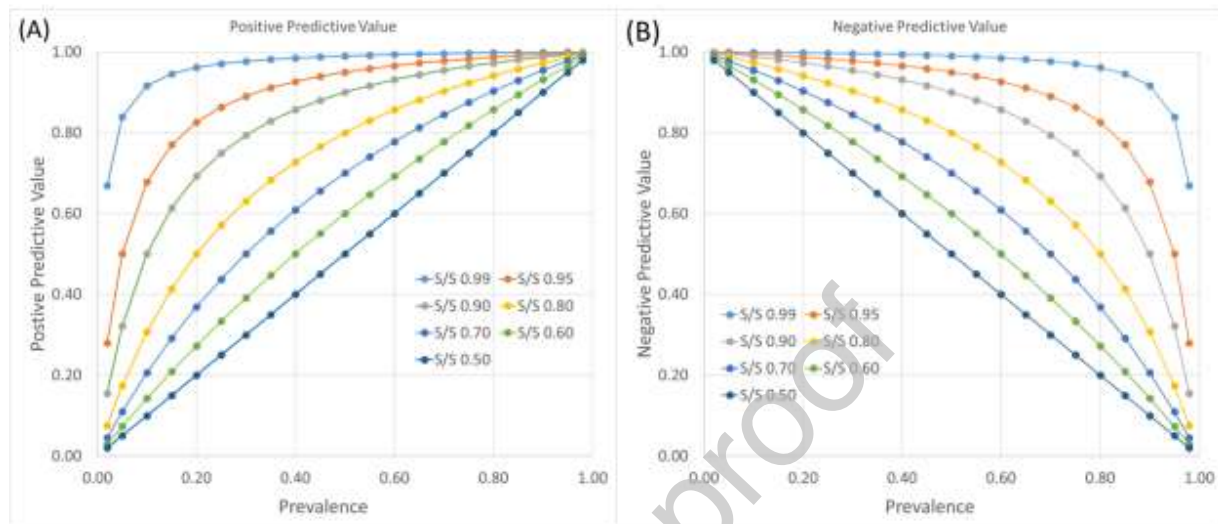 (A)
Positive Predictive Value
Postive Predictive Value
1.00
0.80
0.60
0.40
0.20
0.00
S/S 0.99 S/S 0.95
S/S 0.90 S/S 0.80
S/S 0.70 S/S 0.60
S/S 0.50
0.00 0.20 0.40 0.60 0.80 1.00
Prevalence
(B)
Negative Predictive Value
Negative Predictive Value
1.00
0.80
0.60
0.40
0.20
0.00
S/S 0.99 S/S 0.95
S/S 0.90 S/S 0.80
S/S 0.70 S/S 0.60
S/S 0.50
0.00 0.20 0.40 0.60 0.80 1.00
Prevalence
proof